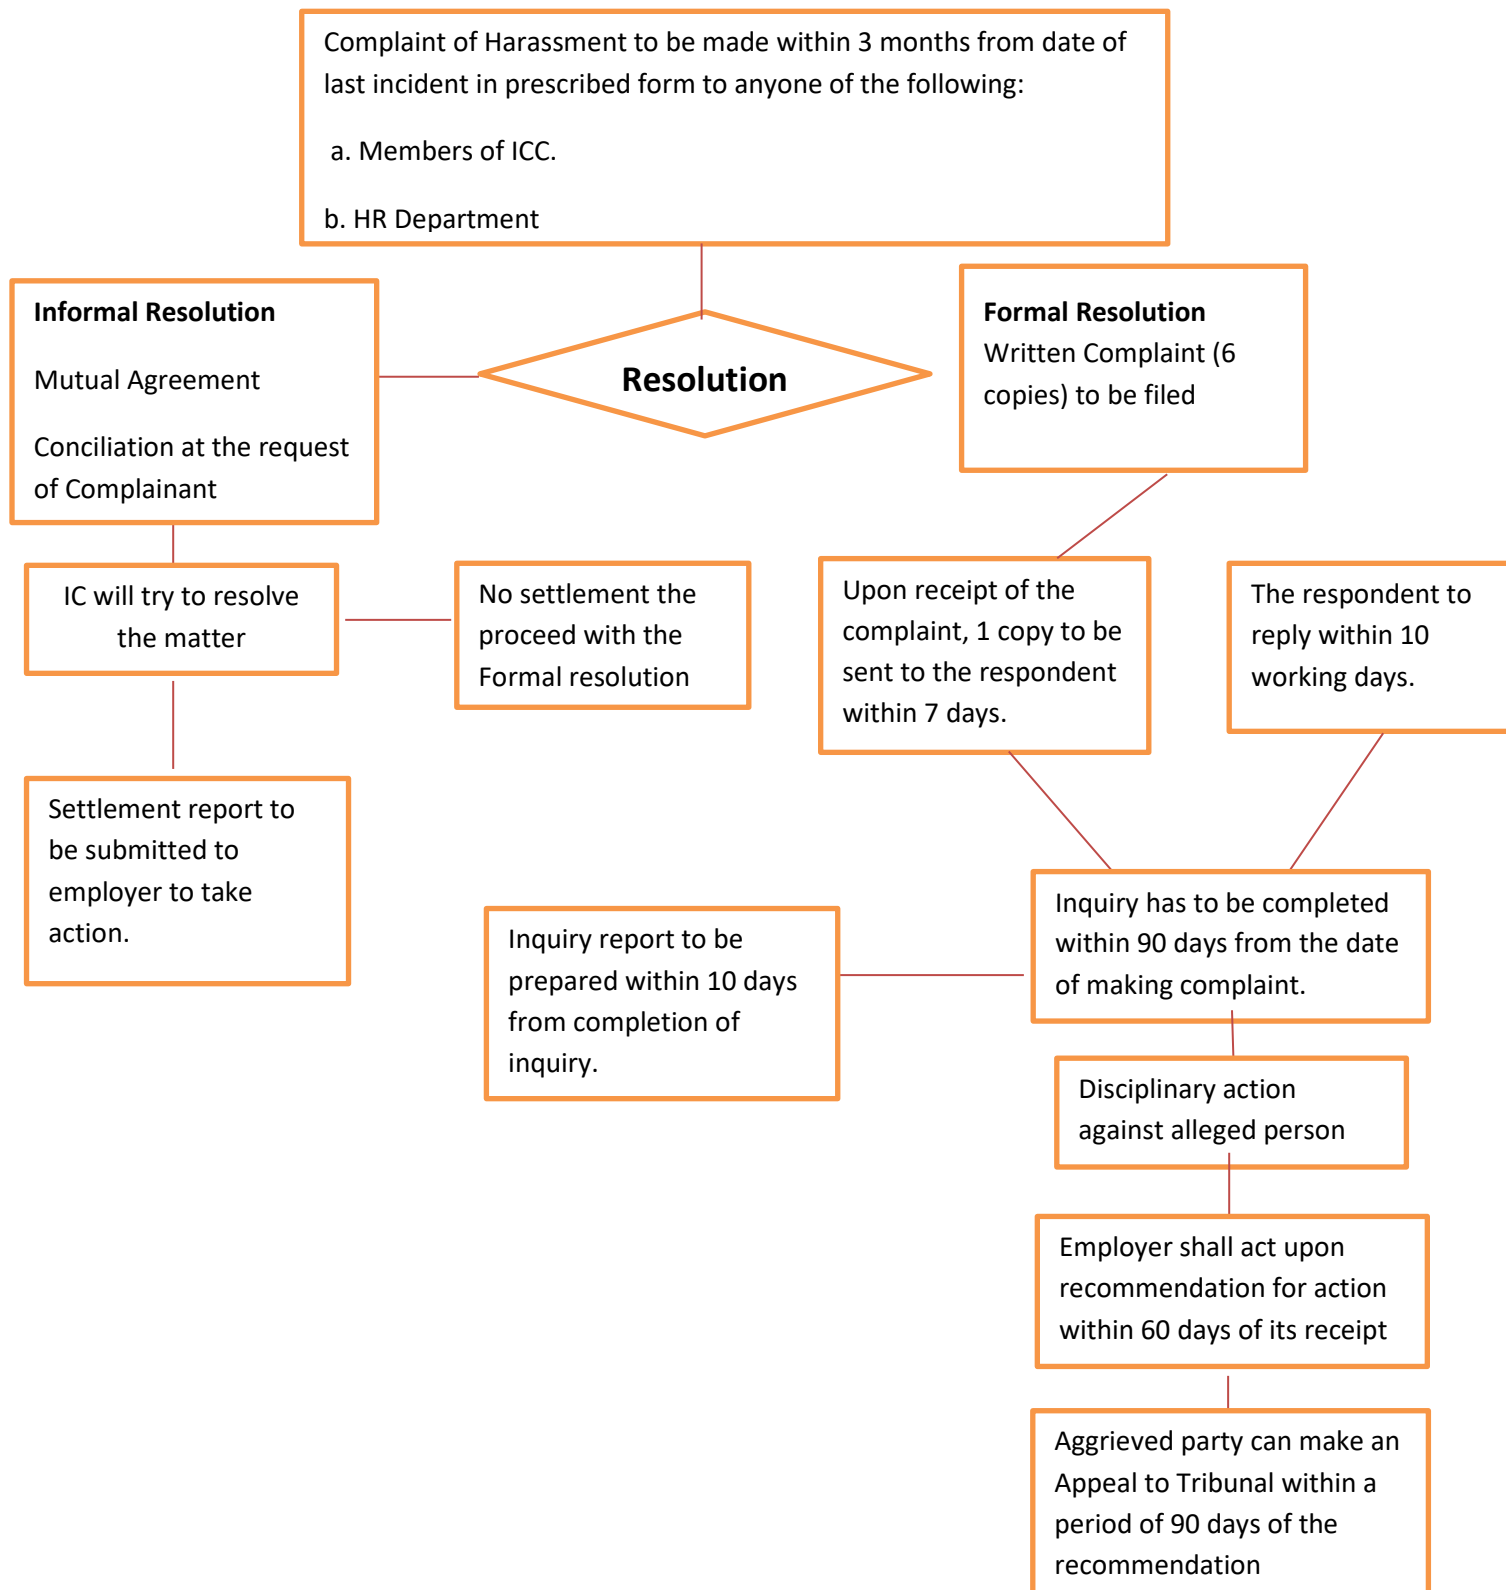 Complaint of Harassment to be made within 3 months from date of
last incident in prescribed form to anyone of the following:
a. Members of ICC.
b. HR Department
Informal Resolution
Mutual Agreement
Conciliation at the request
of Complainant
Resolution
Formal Resolution
Written Complaint (6
copies) to be filed
IC will try to resolve
the matter
No settlement the
proceed with the
Formal resolution
Upon receipt of the
complaint, 1 copy to be
sent to the respondent
within 7 days.
The respondent to
reply within 10
working days.
Settlement report to
be submitted to
employer to take
action.
Inquiry report to be
prepared within 10 days
from completion of
inquiry.
Inquiry has to be completed
within 90 days from the date
of making complaint.
Disciplinary action
against alleged person
Employer shall act upon
recommendation for action
within 60 days of its receipt
Aggrieved party can make an
Appeal to Tribunal within a
period of 90 days of the
recommendation